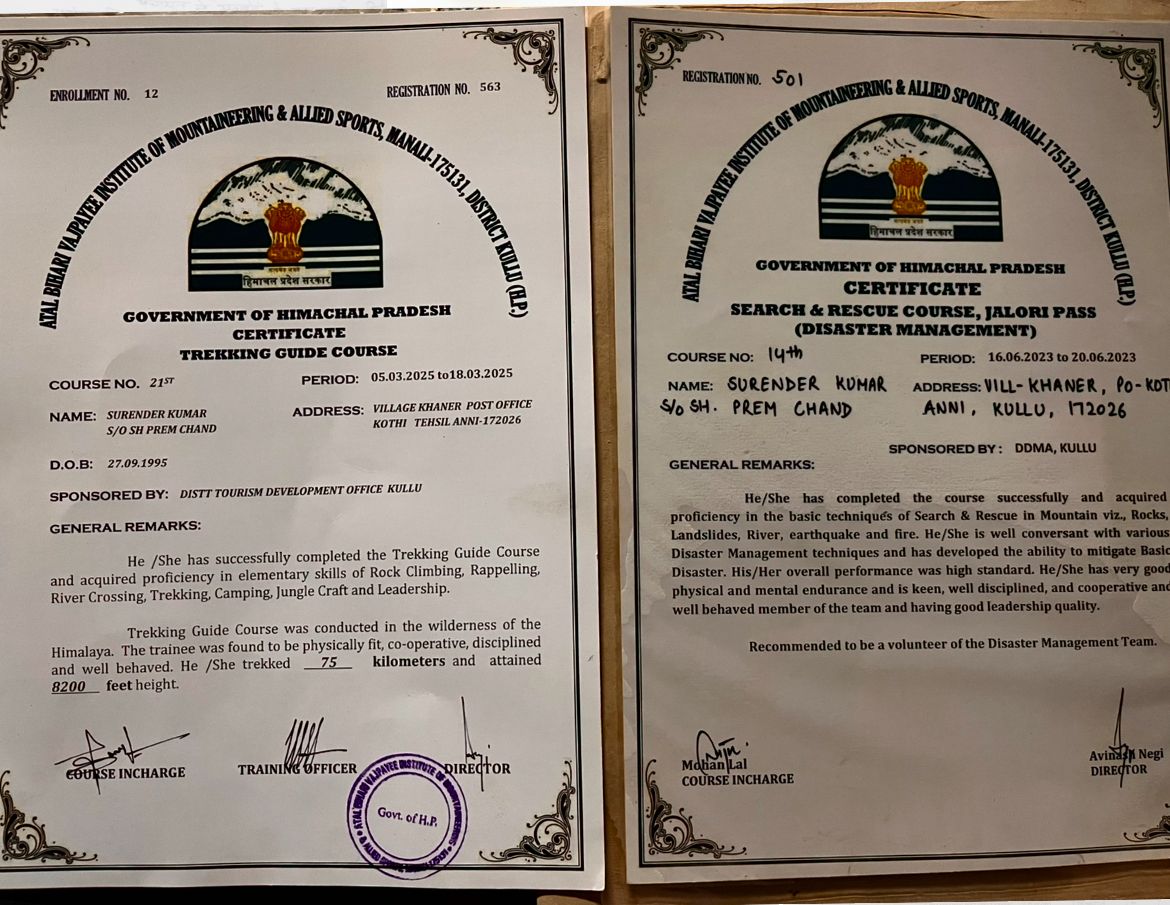 ENROLLMENT NO. 12
REGISTRATION NO. 563
ATAL BIHARI VAJPAYEE INSTITUTE OF MOUNTAINEERING & ALLIED SPORTS, MANALI-175131, DISTRICT KULLU (H.P.)
सत्यमेव जयते
हिमाचल प्रदेश सरकार
GOVERNMENT OF HIMACHAL PRADESH
CERTIFICATE
TREKKING GUIDE COURSE
COURSE NO. 21ST
PERIOD: 05.03.2025 to18.03.2025
NAME: SURENDER KUMAR
S/O SH PREM CHAND
ADDRESS: VILLAGE KHANER POST OFFICE
KOTHI TEHSIL ANNI-172026
D.O.B: 27.09.1995
SPONSORED BY: DISTT TOURISM DEVELOPMENT OFFICE KULLU
GENERAL REMARKS:
He /She has successfully completed the Trekking Guide Course
and acquired proficiency in elementary skills of Rock Climbing, Rappelling,
River Crossing, Trekking, Camping, Jungle Craft and Leadership.
Trekking Guide Course was conducted in the wilderness of the
Himalaya. The trainee was found to be physically fit, co-operative, disciplined
and well behaved. He /She trekked 75 kilometers and attained
8200 feet height.
COURSE INCHARGE
TRAINING OFFICER
DIRECTOR
ATAL BIHARI VAJPAYEE INSTITUTE OF MOUNTAINEERING
Govt. of H.P.
REGISTRATION NO. 501
ATAL BIHARI VAJPAYEE INSTITUTE OF MOUNTAINEERING & ALLIED SPORTS, MANALI-175131, DISTRICT KULLU (H.P.)
हिमाचल प्रदेश सरकार
GOVERNMENT OF HIMACHAL PRADESH
CERTIFICATE
SEARCH & RESCUE COURSE, JALORI PASS
(DISASTER MANAGEMENT)
COURSE NO: 14th
PERIOD: 16.06.2023 to 20.06.2023
NAME: SURENDER KUMAR
S/O SH. PREM CHAND
ADDRESS: VILL-KHANER, PO-KOT
ANNI, KULLU, 172026
SPONSORED BY: DDMA, KULLU
GENERAL REMARKS:
He/She has completed the course successfully and acquired
proficiency in the basic techniques of Search & Rescue in Mountain viz., Rocks,
Landslides, River, earthquake and fire. He/She is well conversant with various
Disaster Management techniques and has developed the ability to mitigate Basic
Disaster. His/Her overall performance was high standard. He/She has very good
physical and mental endurance and is keen, well disciplined, and cooperative and
well behaved member of the team and having good leadership quality.
Recommended to be a volunteer of the Disaster Management Team.
Mohan Lal
COURSE INCHARGE
Avinash Negi
DIRECTOR